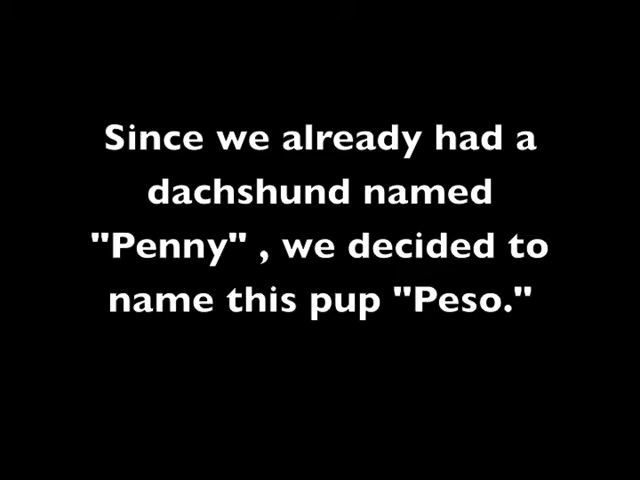 Since we already had a
dachshund named
"Penny" , we decided to
name this pup "Peso."